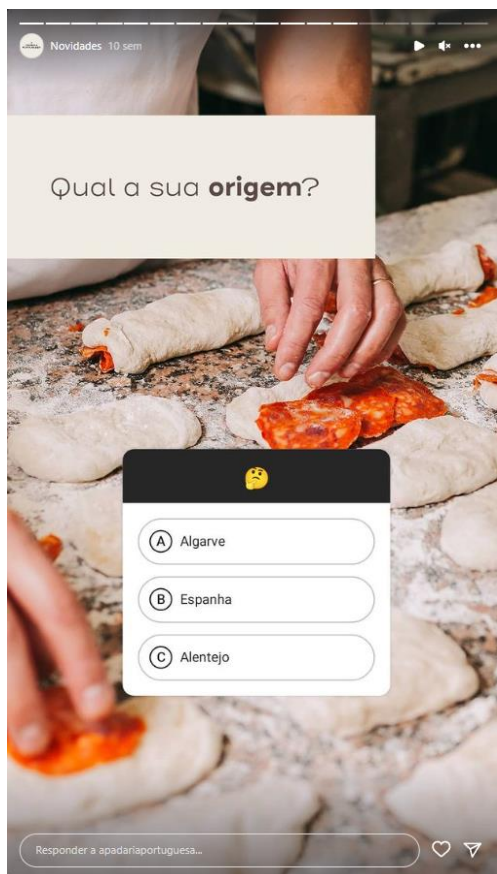 Novidades 10 sem
Qual a sua origem?
A Algarve
B Espanha
C Alentejo
Responder a apadariaportuguesa...